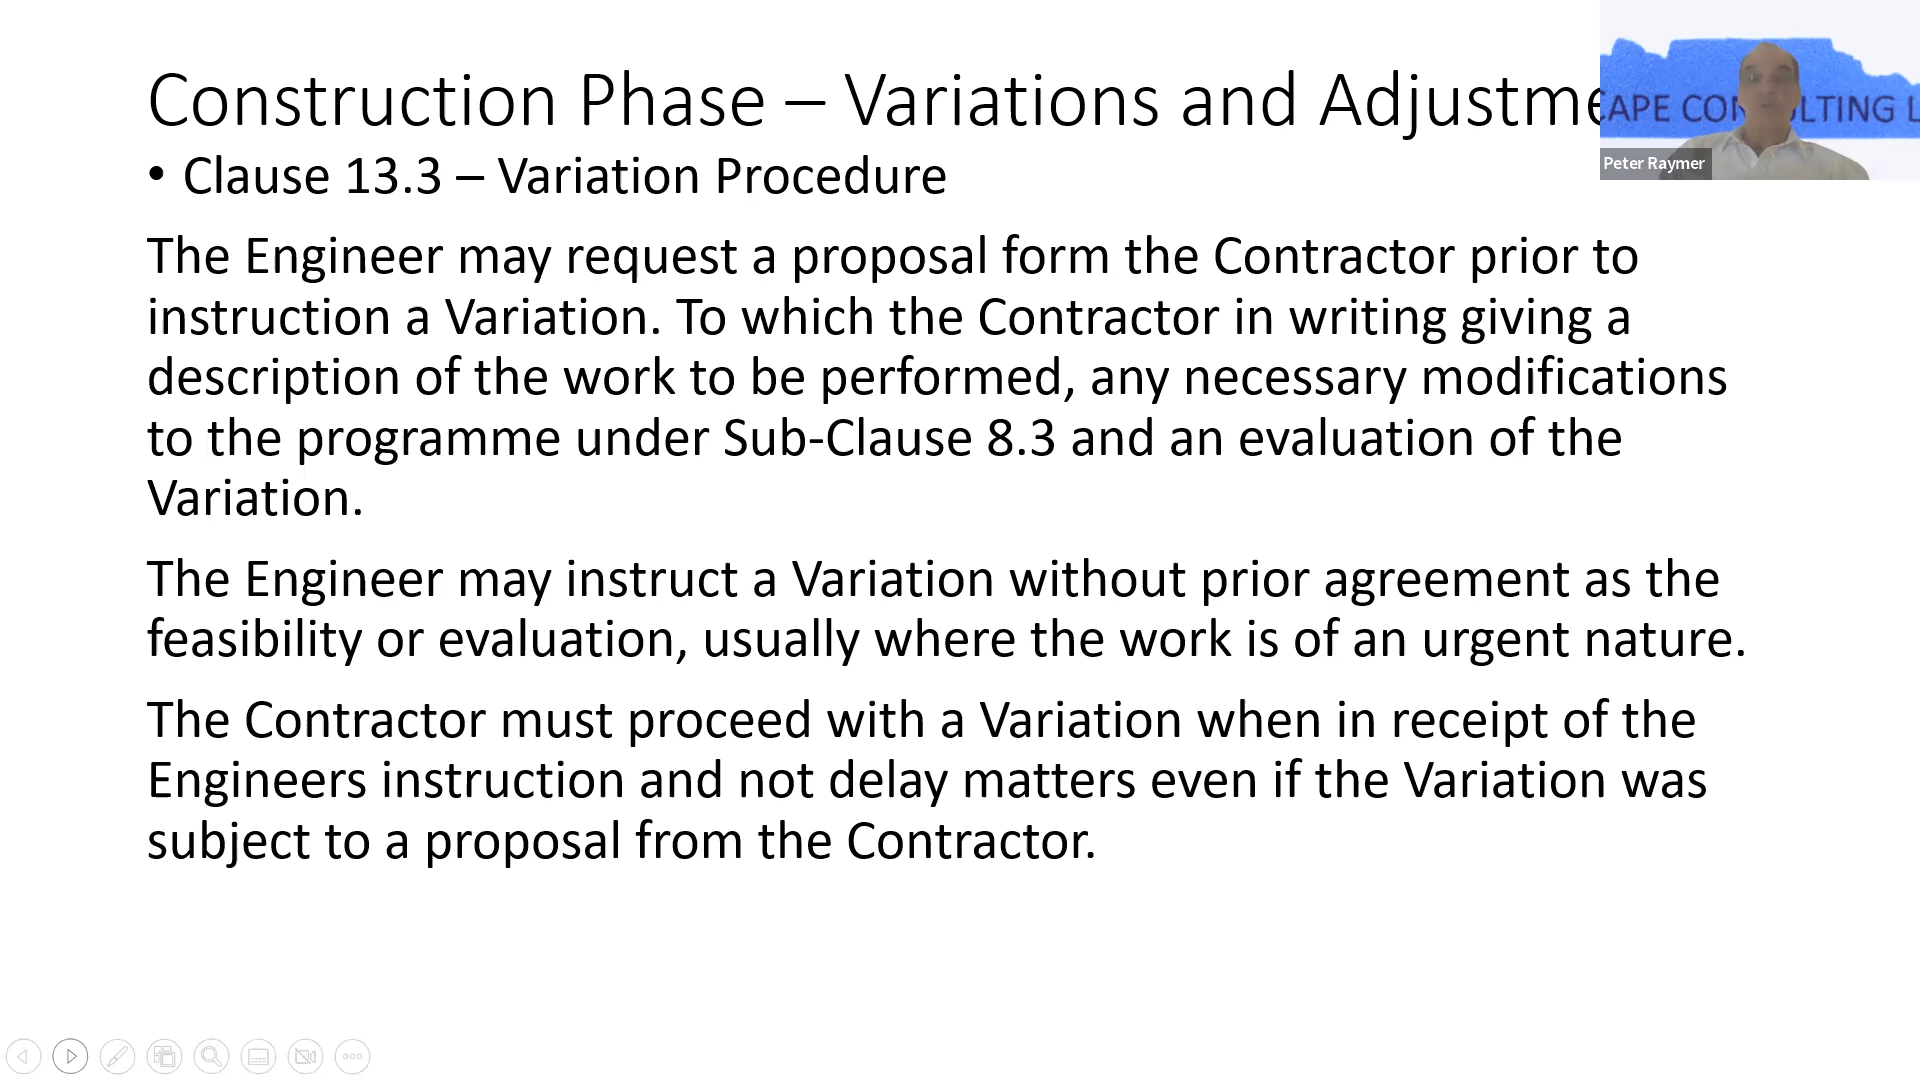 Construction Phase – Variations and Adjustme
CAPE CONSULTING L
Peter Raymer
• Clause 13.3 – Variation Procedure
The Engineer may request a proposal form the Contractor prior to
instruction a Variation. To which the Contractor in writing giving a
description of the work to be performed, any necessary modifications
to the programme under Sub-Clause 8.3 and an evaluation of the
Variation.
The Engineer may instruct a Variation without prior agreement as the
feasibility or evaluation, usually where the work is of an urgent nature.
The Contractor must proceed with a Variation when in receipt of the
Engineers instruction and not delay matters even if the Variation was
subject to a proposal from the Contractor.